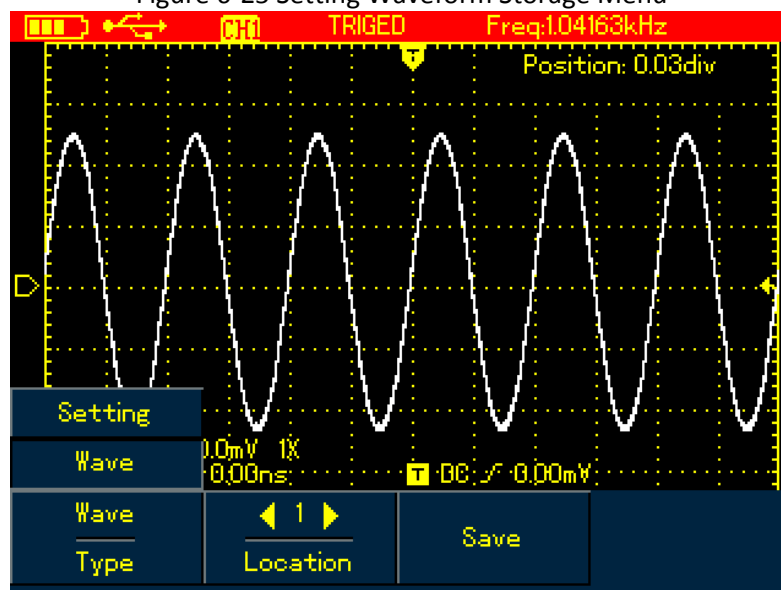 Figure 6-23 Setting Waveform Storage Menu
CH1 TRIGED Freq:1.04163kHz
T
Position: 0.03div
Setting
Wave
0.0mV 1X
0.00ns T DC 0.00mV
Wave
Type
1
Location
Save